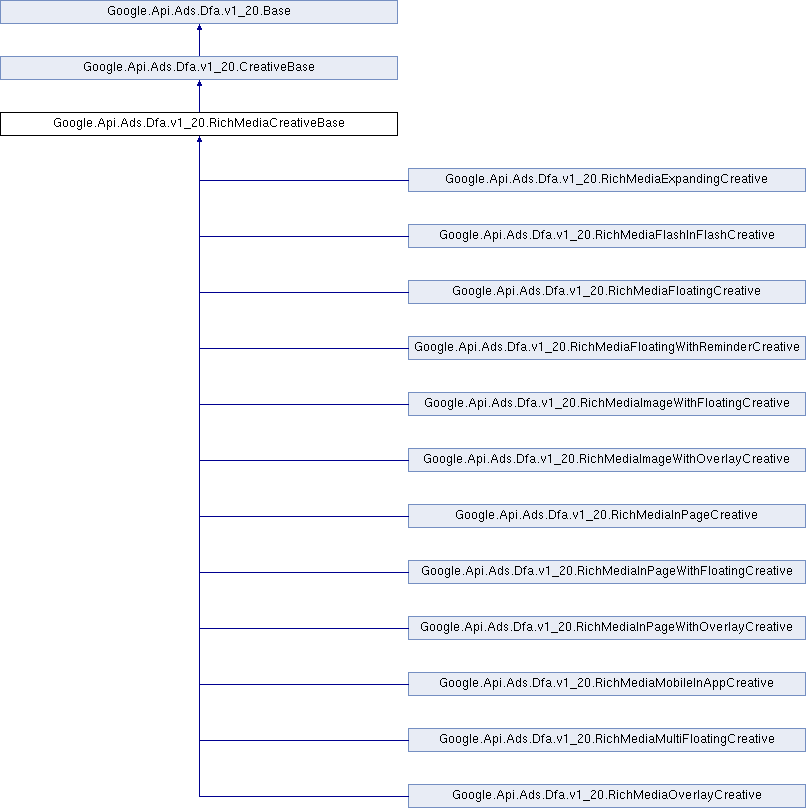 Google.Api.Ads.Dfa.v1_20.Base
Google.Api.Ads.Dfa.v1_20.CreativeBase
Google.Api.Ads.Dfa.v1_20.RichMediaCreativeBase
Google.Api.Ads.Dfa.v1_20.RichMediaExpandingCreative
Google.Api.Ads.Dfa.v1_20.RichMediaFlashInFlashCreative
Google.Api.Ads.Dfa.v1_20.RichMediaFloatingCreative
Google.Api.Ads.Dfa.v1_20.RichMediaFloatingWithReminderCreative
Google.Api.Ads.Dfa.v1_20.RichMediaImageWithFloatingCreative
Google.Api.Ads.Dfa.v1_20.RichMediaImageWithOverlayCreative
Google.Api.Ads.Dfa.v1_20.RichMediaInPageCreative
Google.Api.Ads.Dfa.v1_20.RichMediaInPageWithFloatingCreative
Google.Api.Ads.Dfa.v1_20.RichMediaInPageWithOverlayCreative
Google.Api.Ads.Dfa.v1_20.RichMediaMobileInAppCreative
Google.Api.Ads.Dfa.v1_20.RichMediaMultiFloatingCreative
Google.Api.Ads.Dfa.v1_20.RichMediaOverlayCreative